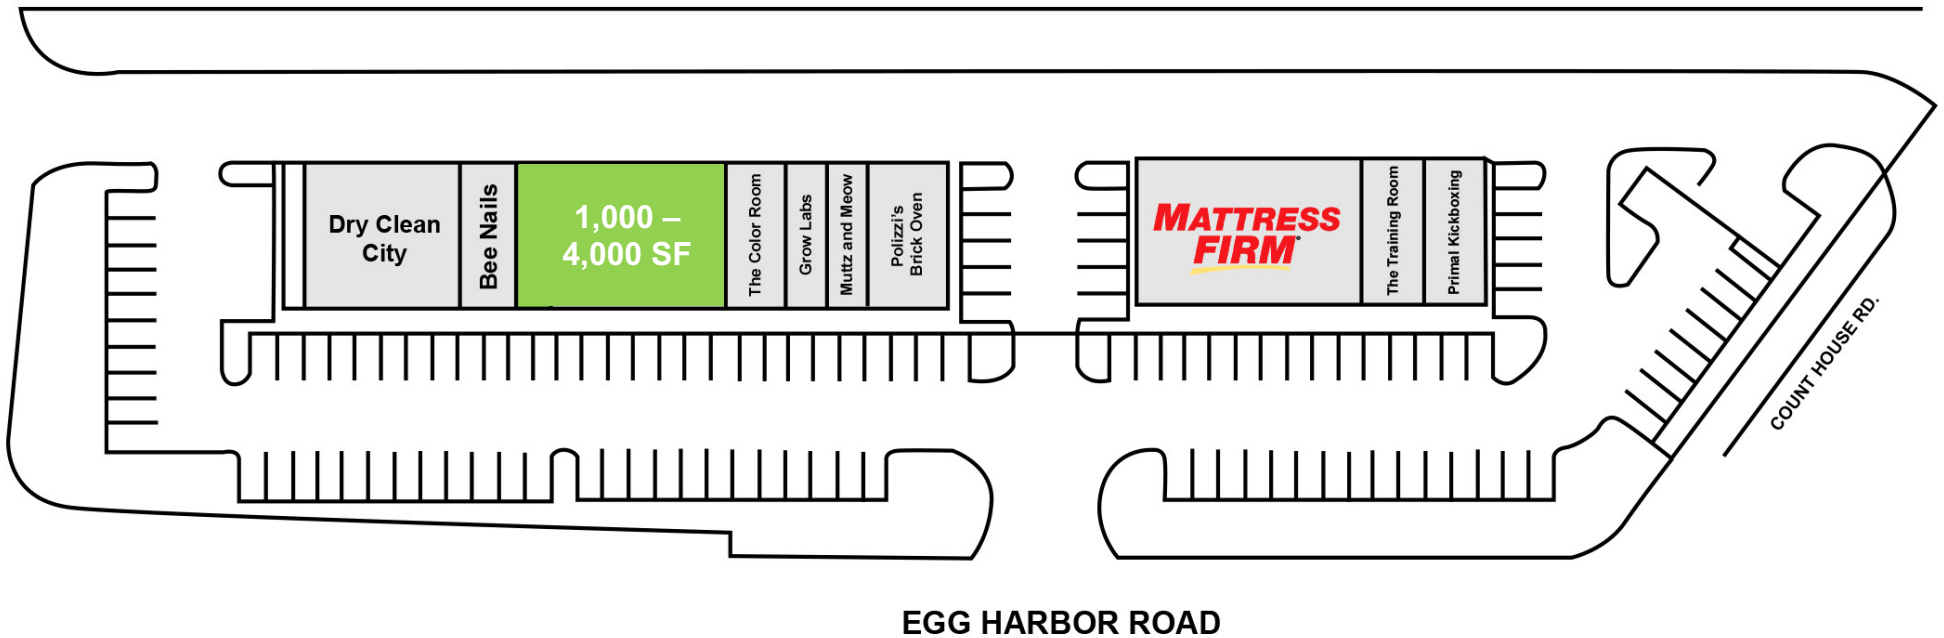 Dry Clean
City
Bee Nails
1,000 –
4,000 SF
The Color Room
Grow Labs
Muttz and Meow
Polizzi's
Brick Oven
MATTRESS
FIRM
The Training Room
Primal Kickboxing
COUNT HOUSE RD.
EGG HARBOR ROAD